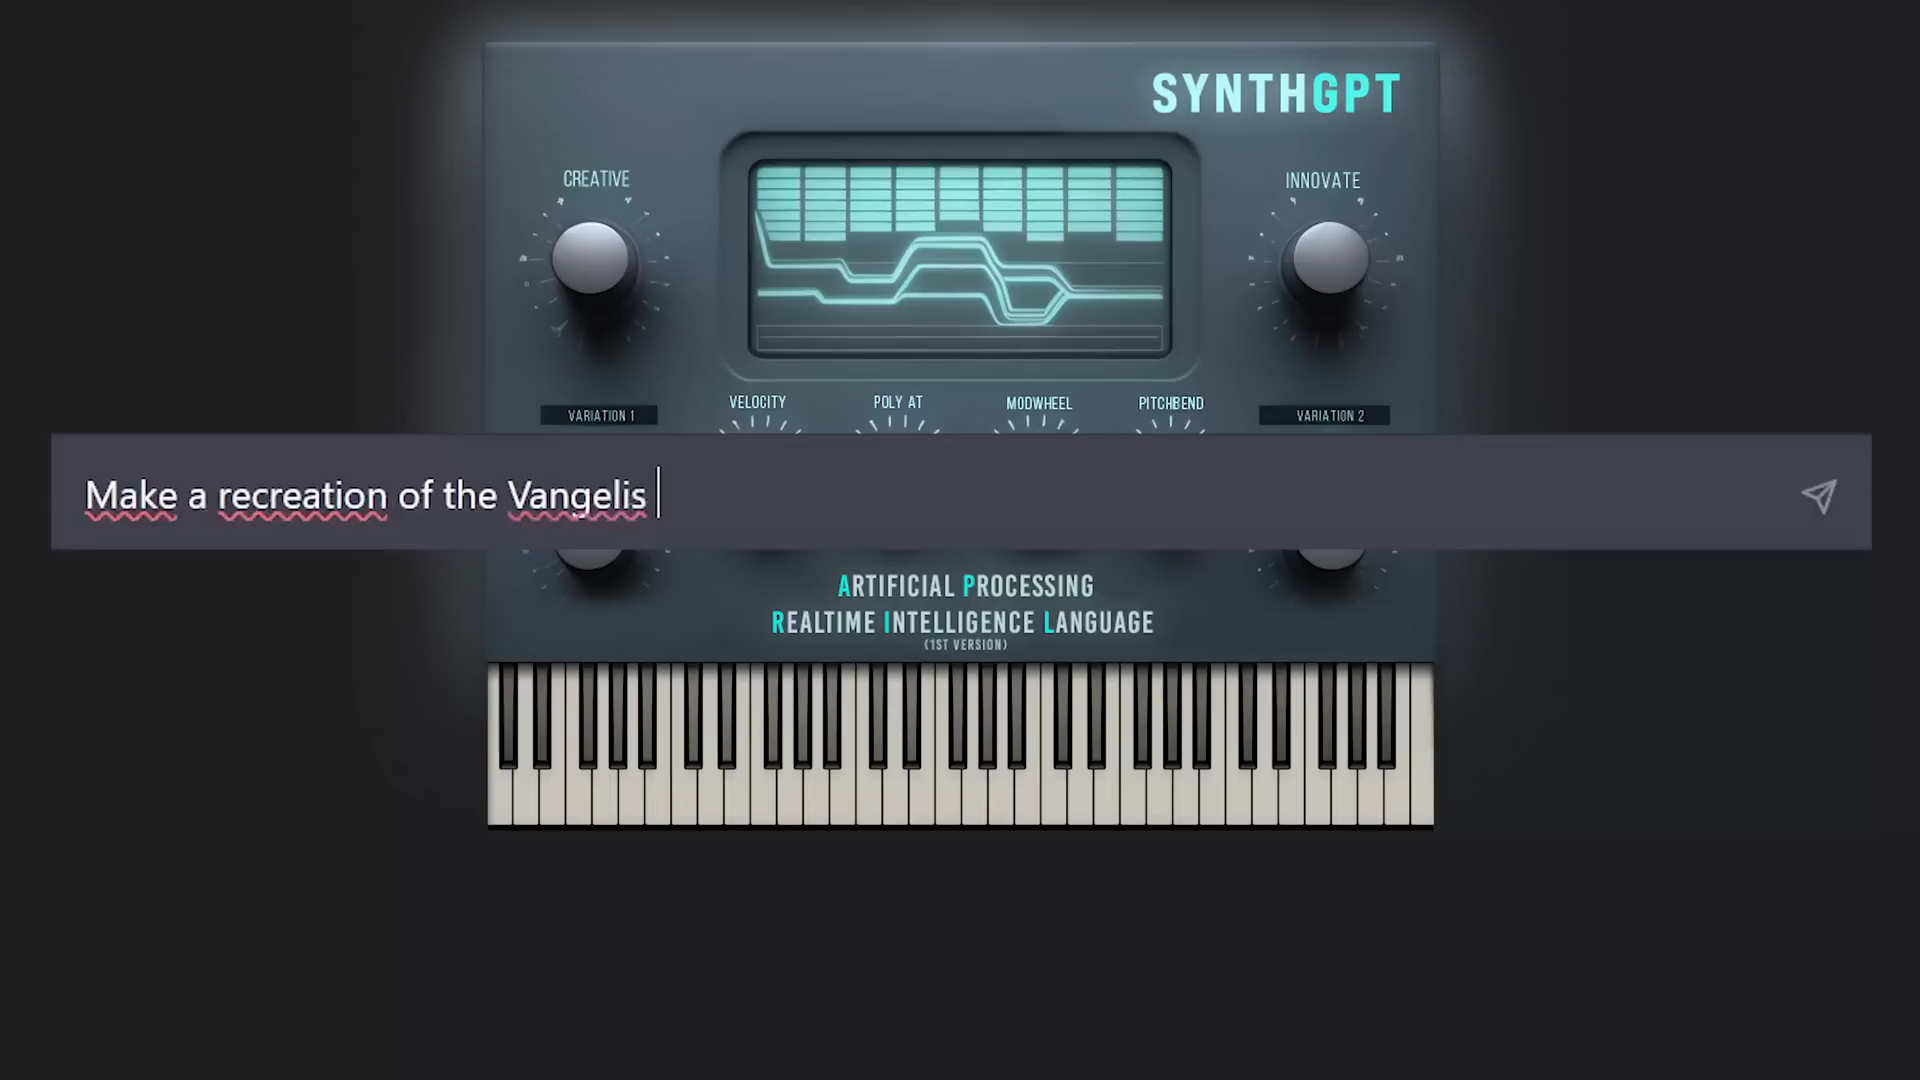 SYNTHGPT
CREATIVE
INNOVATE
VELOCITY
POLY AT
MODWHEEL
PITCHBEND
VARIATION 1
VARIATION 2
Make a recreation of the Vangelis
ARTIFICIAL PROCESSING
REALTIME INTELLIGENCE LANGUAGE
(1ST VERSION)